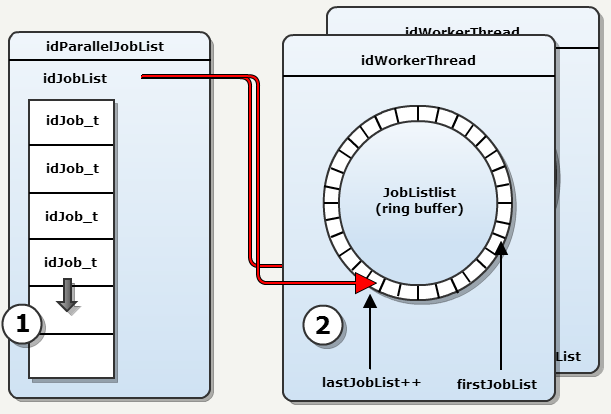 idParallelJobList
idJobList
idJob_t
idJob_t
idJob_t
idJob_t
1
idWorkerThread
idWorkerThread
JobListlist
(ring buffer)
2
lastJobList++
firstJobList
List